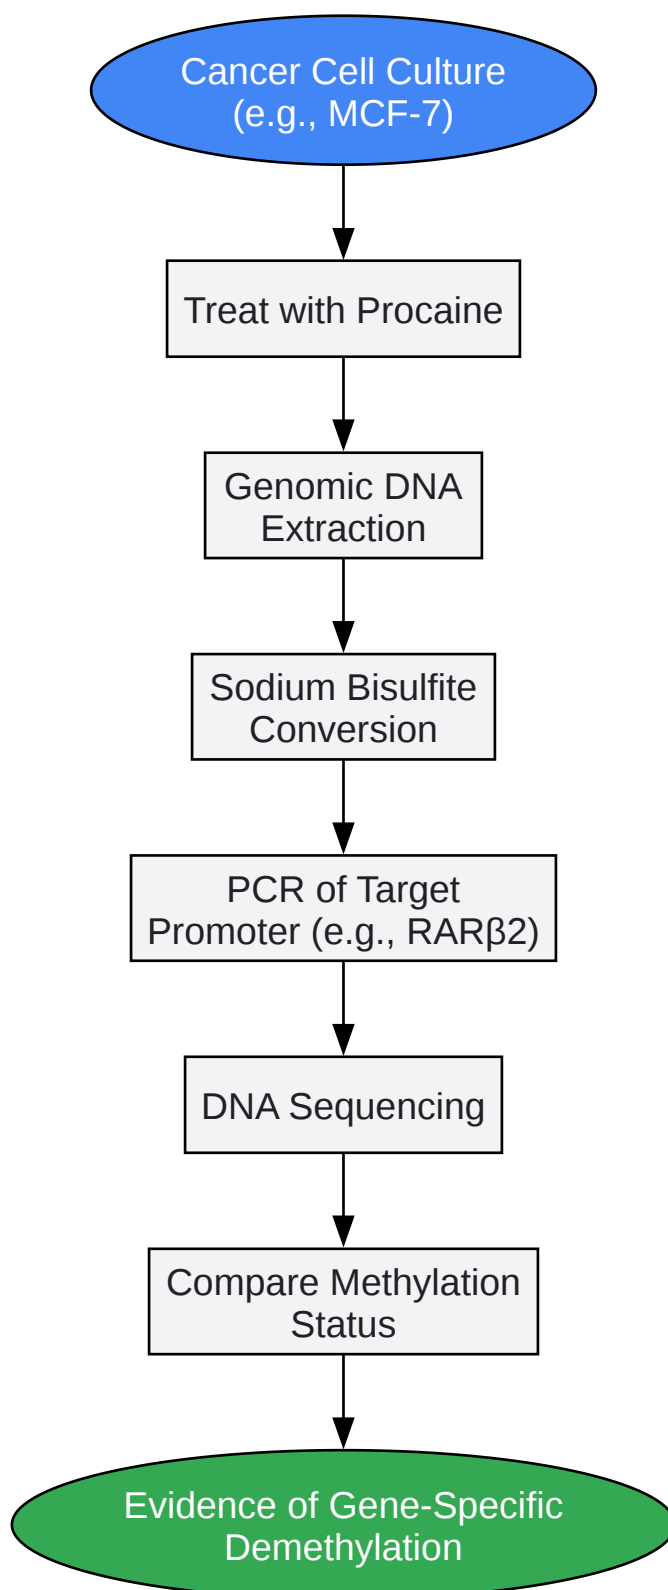 Cancer Cell Culture
(e.g., MCF-7)
Treat with Procaine
Genomic DNA
Extraction
Sodium Bisulfite
Conversion
PCR of Target
Promoter (e.g., RARβ2)
DNA Sequencing
Compare Methylation
Status
Evidence of Gene-Specific
Demethylation